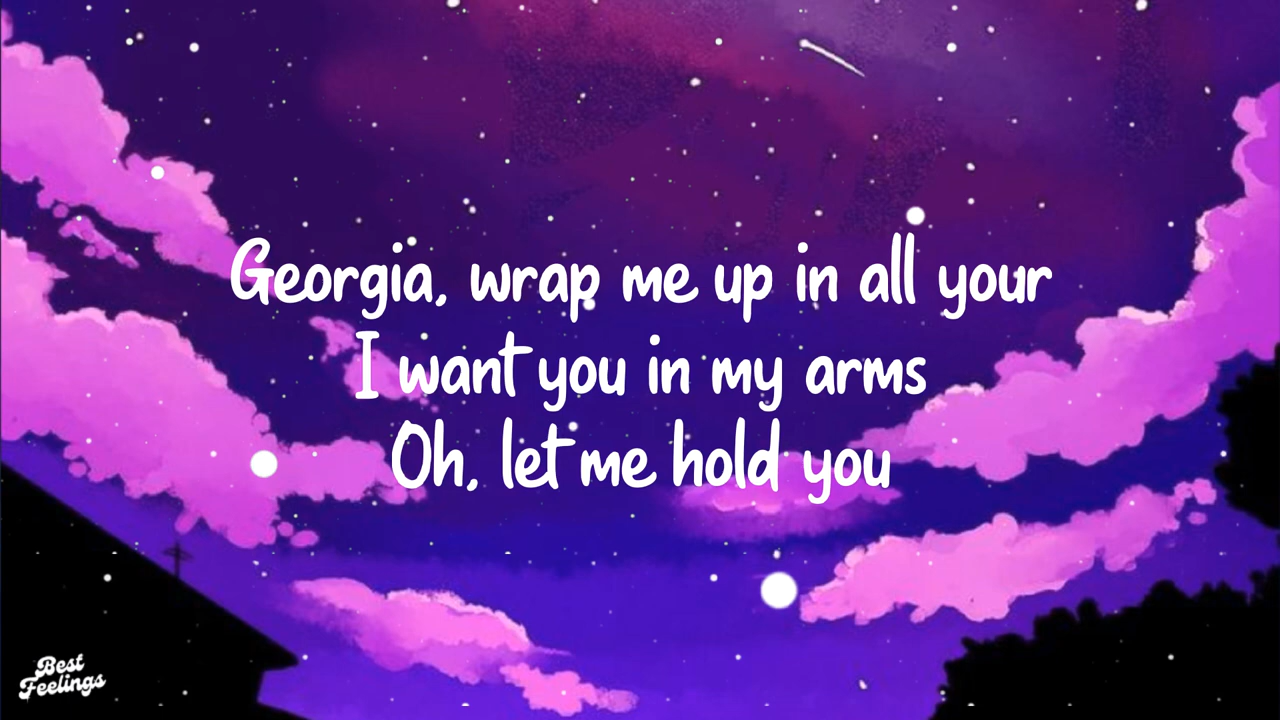 Georgia, wrap me up in all your
I want you in my arms
Oh, let me hold you
Best
Feelings